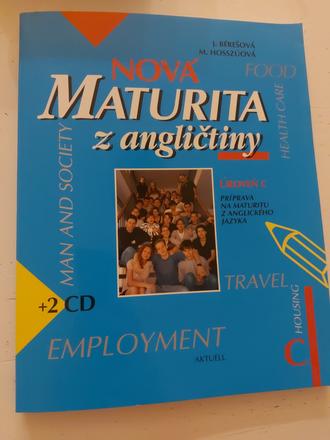 J. BÉREŠOVÁ
M. HOSSZÚOVÁ
NOVÁ
FOOD
MATURITA
z angličtiny
HEALTH CARE
MAN AND SOCIETY
ÚROVEŇ C
PRÍPRAVA
NA MATURITU
Z ANGLICKÉHO
JAZYKA
TRAVEL
+2 CD
HOUSING
EMPLOYMENT
C
AKTUELL